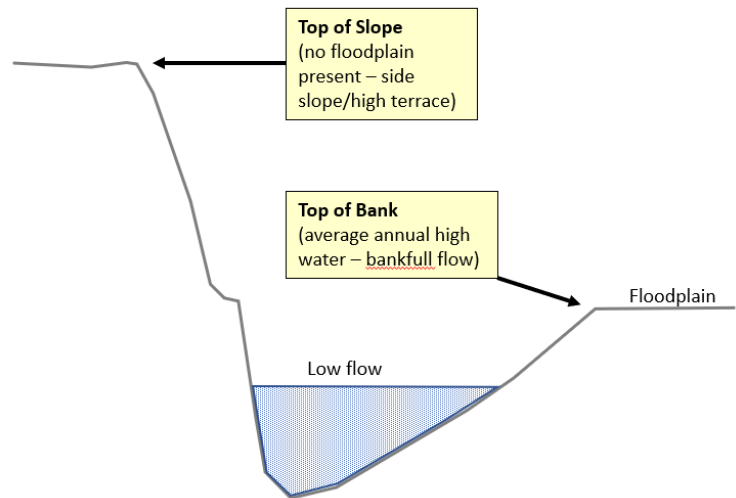 Top of Slope
(no floodplain
present – side
slope/high terrace)
Top of Bank
(average annual high
water – bankfull flow)
Floodplain
Low flow